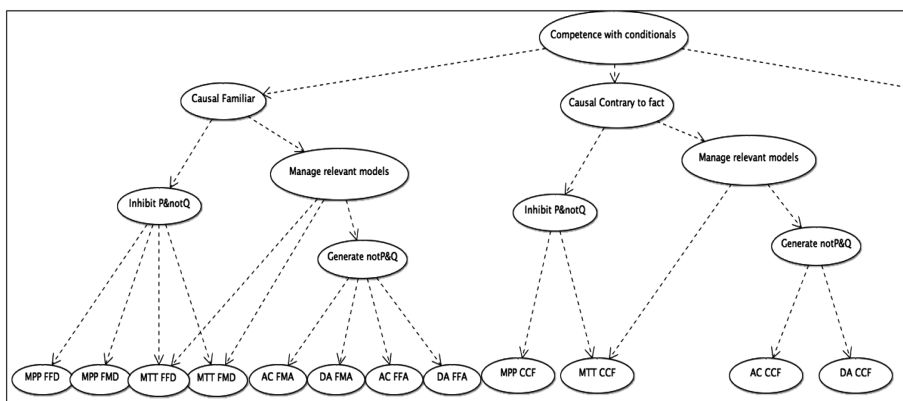 Competence with conditionals
Causal Familiar
Causal Contrary to fact
Manage relevant models
Manage relevant models
Inhibit P&notQ
Inhibit P&notQ
Generate notP&Q
Generate notP&Q
MPP FFD
MPP FMD
MTT FFD
MTT FMD
AC FMA
DA FMA
AC FFA
DA FFA
MPP CCF
MTT CCF
AC CCF
DA CCF